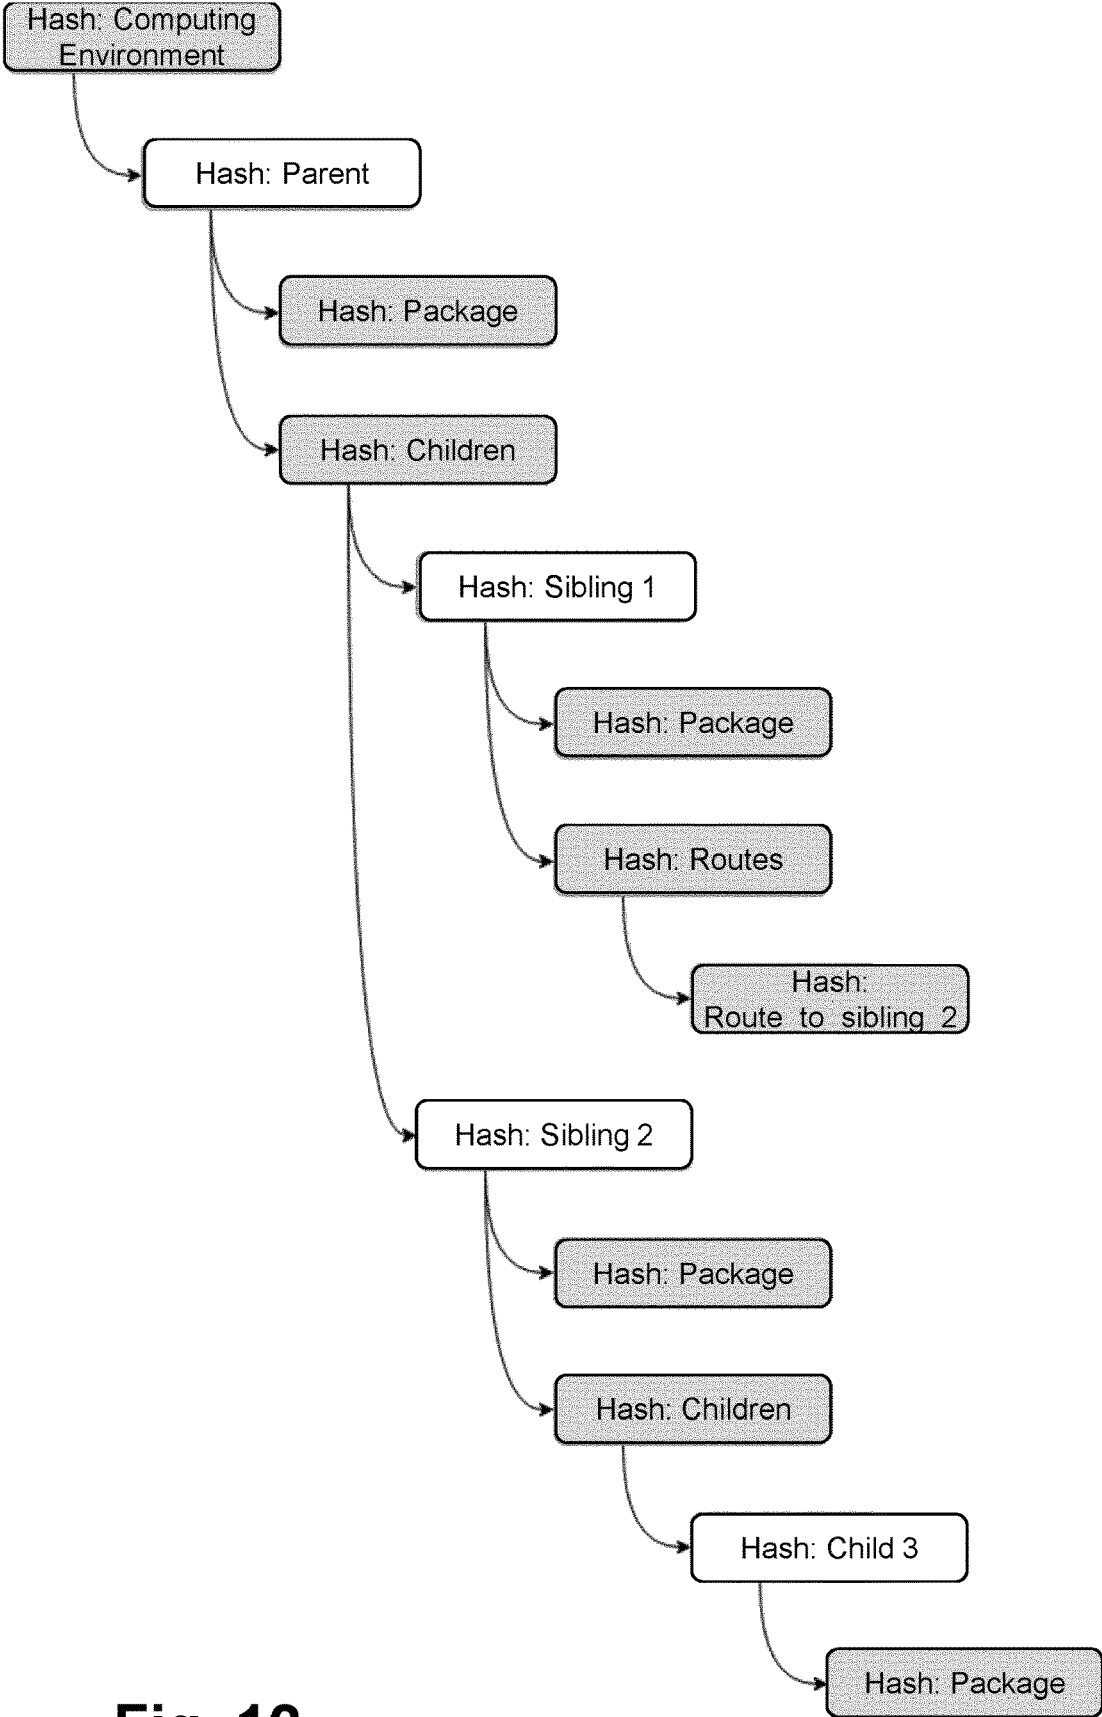 Hash: Computing
Environment
Hash: Parent
Hash: Package
Hash: Children
Hash: Sibling 1
Hash: Package
Hash: Routes
Hash:
Route to sibling 2
Hash: Sibling 2
Hash: Package
Hash: Children
Hash: Child 3
Hash: Package
Fig.